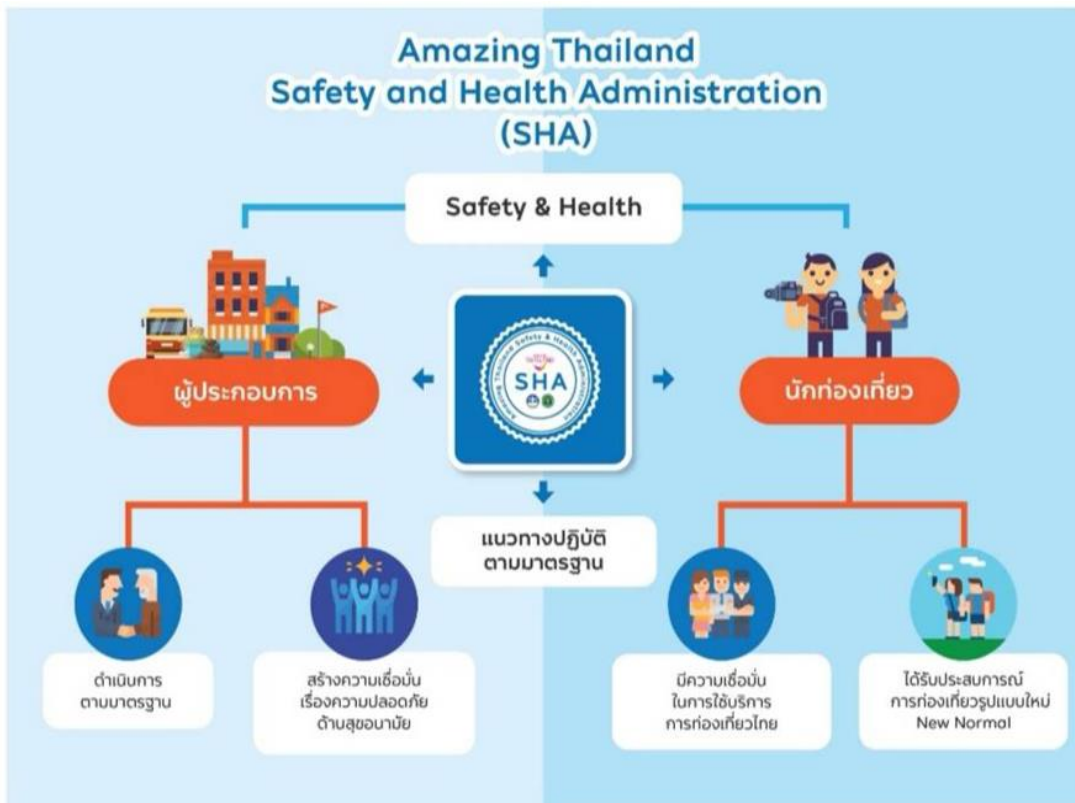 Amazing Thailand
Safety and Health Administration
(SHA)
Safety & Health
Amazing Thailand Safety & Health Administration
SHA
ผู้ประกอบการ
นักท่องเที่ยว
แนวทางปฏิบัติ
ตามมาตรฐาน
ดำเนินการ
ตามมาตรฐาน
สร้างความเชื่อมั่น
เรื่องความปลอดภัย
ด้านสุขอนามัย
มีความเชื่อมั่น
ในการใช้บริการ
การท่องเที่ยวไทย
ได้รับประสบการณ์
การท่องเที่ยวรูปแบบใหม่
New Normal